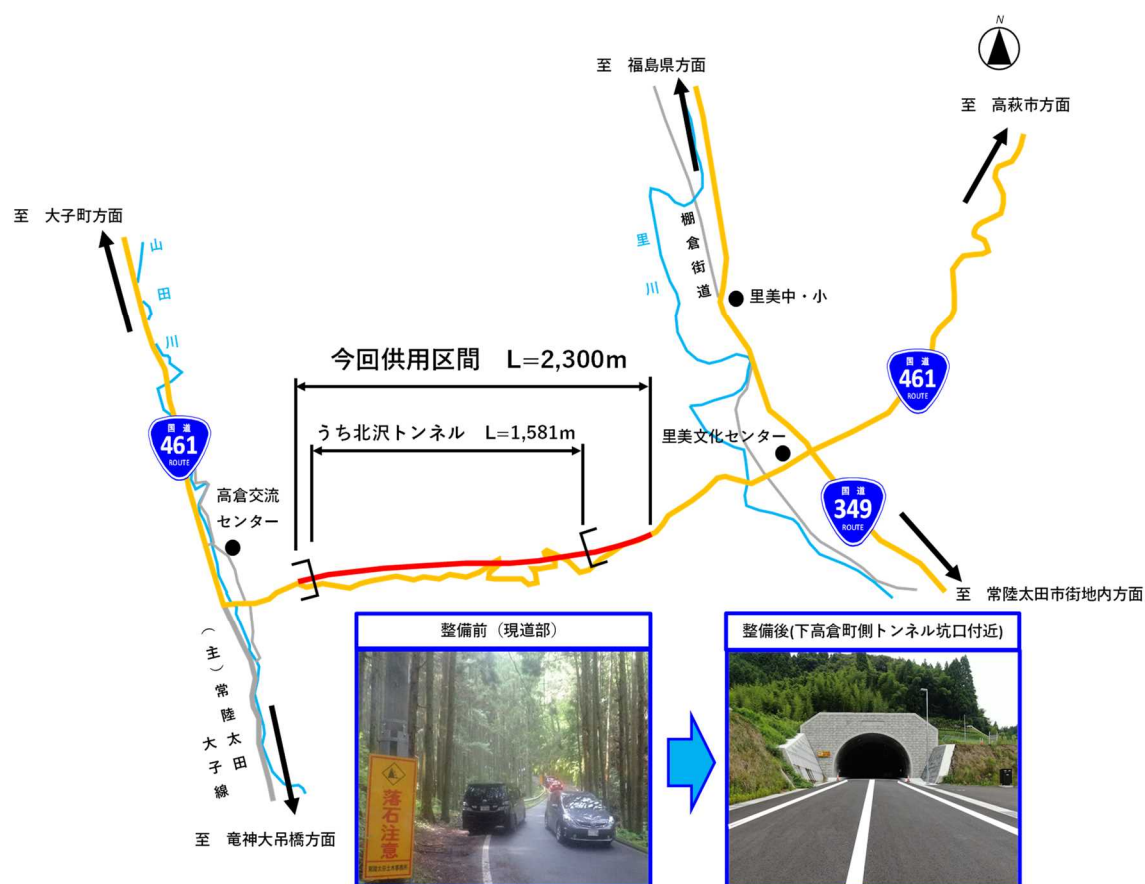 N
至 福島県方面
至 高萩市方面
至 大子町方面
山田川
里川
棚倉街道
里美中・小
今回供用区間 L=2,300m
国道
461
ROUTE
うち北沢トンネル L=1,581m
里美文化センター
国道
461
ROUTE
高倉交流
センター
国道
349
ROUTE
至 常陸太田市街地内方面
(主)常陸太田
大子線
至 竜神大吊橋方面
整備前(現道部)
整備後(下高倉町側トンネル坑口付近)
落石注意